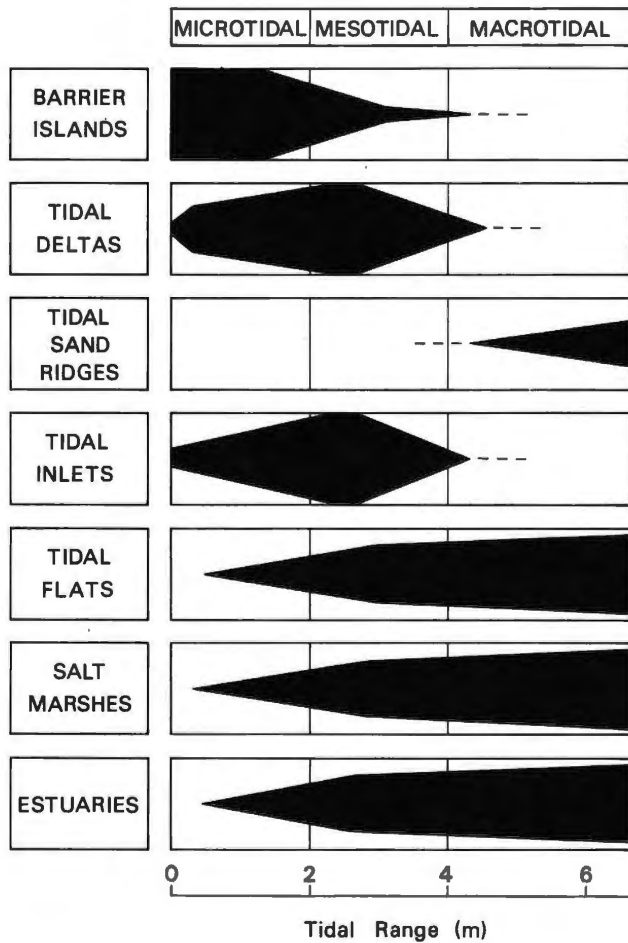 MICROTIDAL MESOTIDAL MACROTIDAL
BARRIER
ISLANDS
TIDAL
DELTAS
TIDAL
SAND
RIDGES
TIDAL
INLETS
TIDAL
FLATS
SALT
MARSHES
ESTUARIES
0 2 4 6
Tidal Range (m)